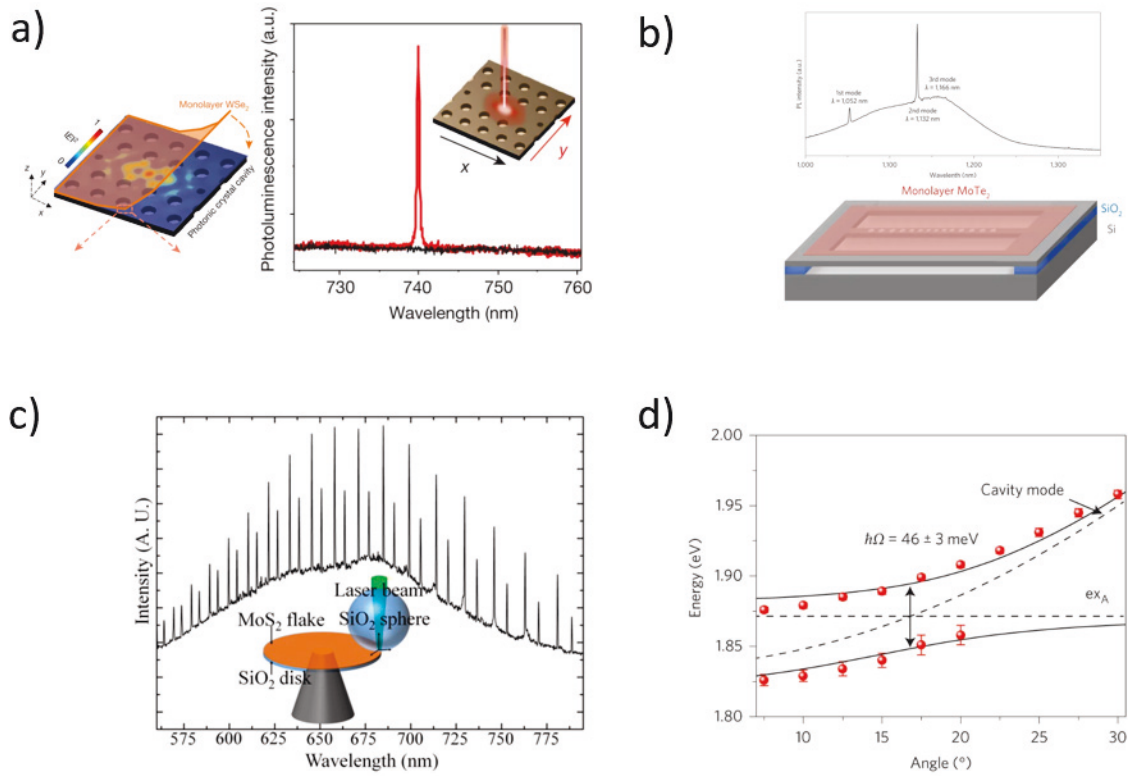 a)
Monolayer WSe₂
|E|²
0
1
z
y
x
Photonic crystal cavity
Photoluminescence intensity (a.u.)
x
y
730
740
750
760
Wavelength (nm)
b)
PL intensity (a.u.)
1st mode
λ = 1,052 nm
3rd mode
λ = 1,166 nm
2nd mode
λ = 1,132 nm
1,000
1,100
1,200
1,300
Wavelength (nm)
Monolayer MoTe₂
SiO₂
Si
c)
Intensity (A. U.)
Laser beam
MoS₂ flake
SiO₂ sphere
SiO₂ disk
575 600 625 650 675 700 725 750 775
Wavelength (nm)
d)
2.00
1.95
1.90
1.85
1.80
Energy (eV)
Cavity mode
ℏΩ = 46 ± 3 meV
exA
10 15 20 25 30
Angle (°)